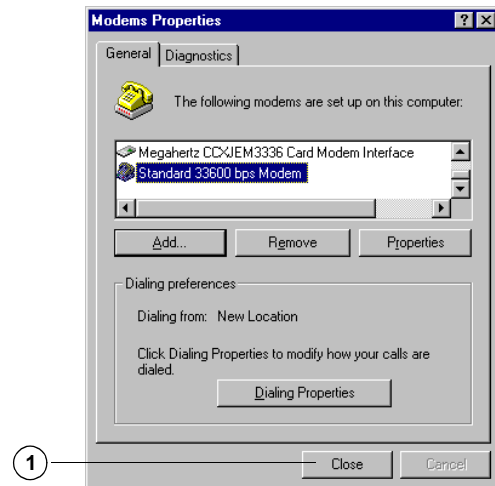 Modems Properties
General Diagnostics
The following modems are set up on this computer:
Megahertz CCXJEM3336 Card Modem Interface
Standard 33600 bps Modem
Add... Remove Properties
Dialing preferences
Dialing from: New Location
Click Dialing Properties to modify how your calls are
dialed.
Dialing Properties
1 Close Cancel